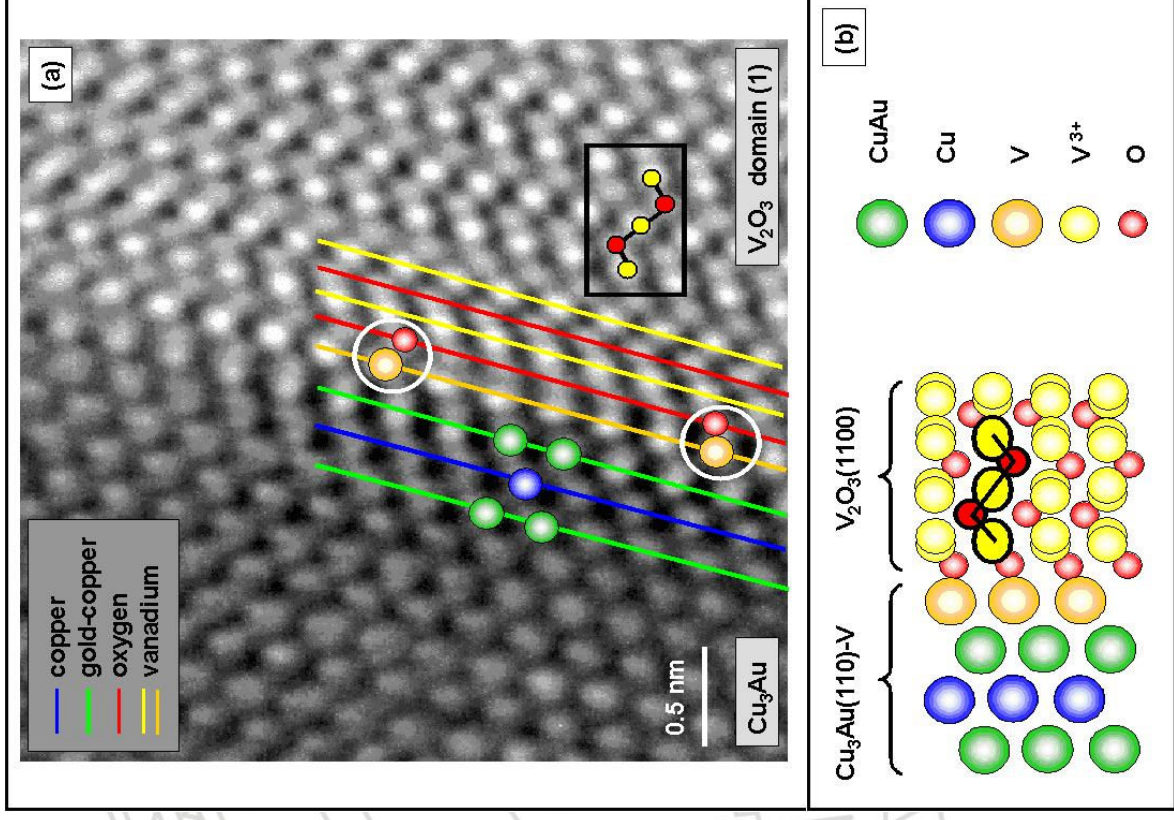 (a)
copper
gold-copper
oxygen
vanadium
0.5 nm
Cu₃Au
V₂O₃ domain (1)
(b)
Cu₃Au(110)-V
V₂O₃(1100)
CuAu
Cu
V
V³⁺
O